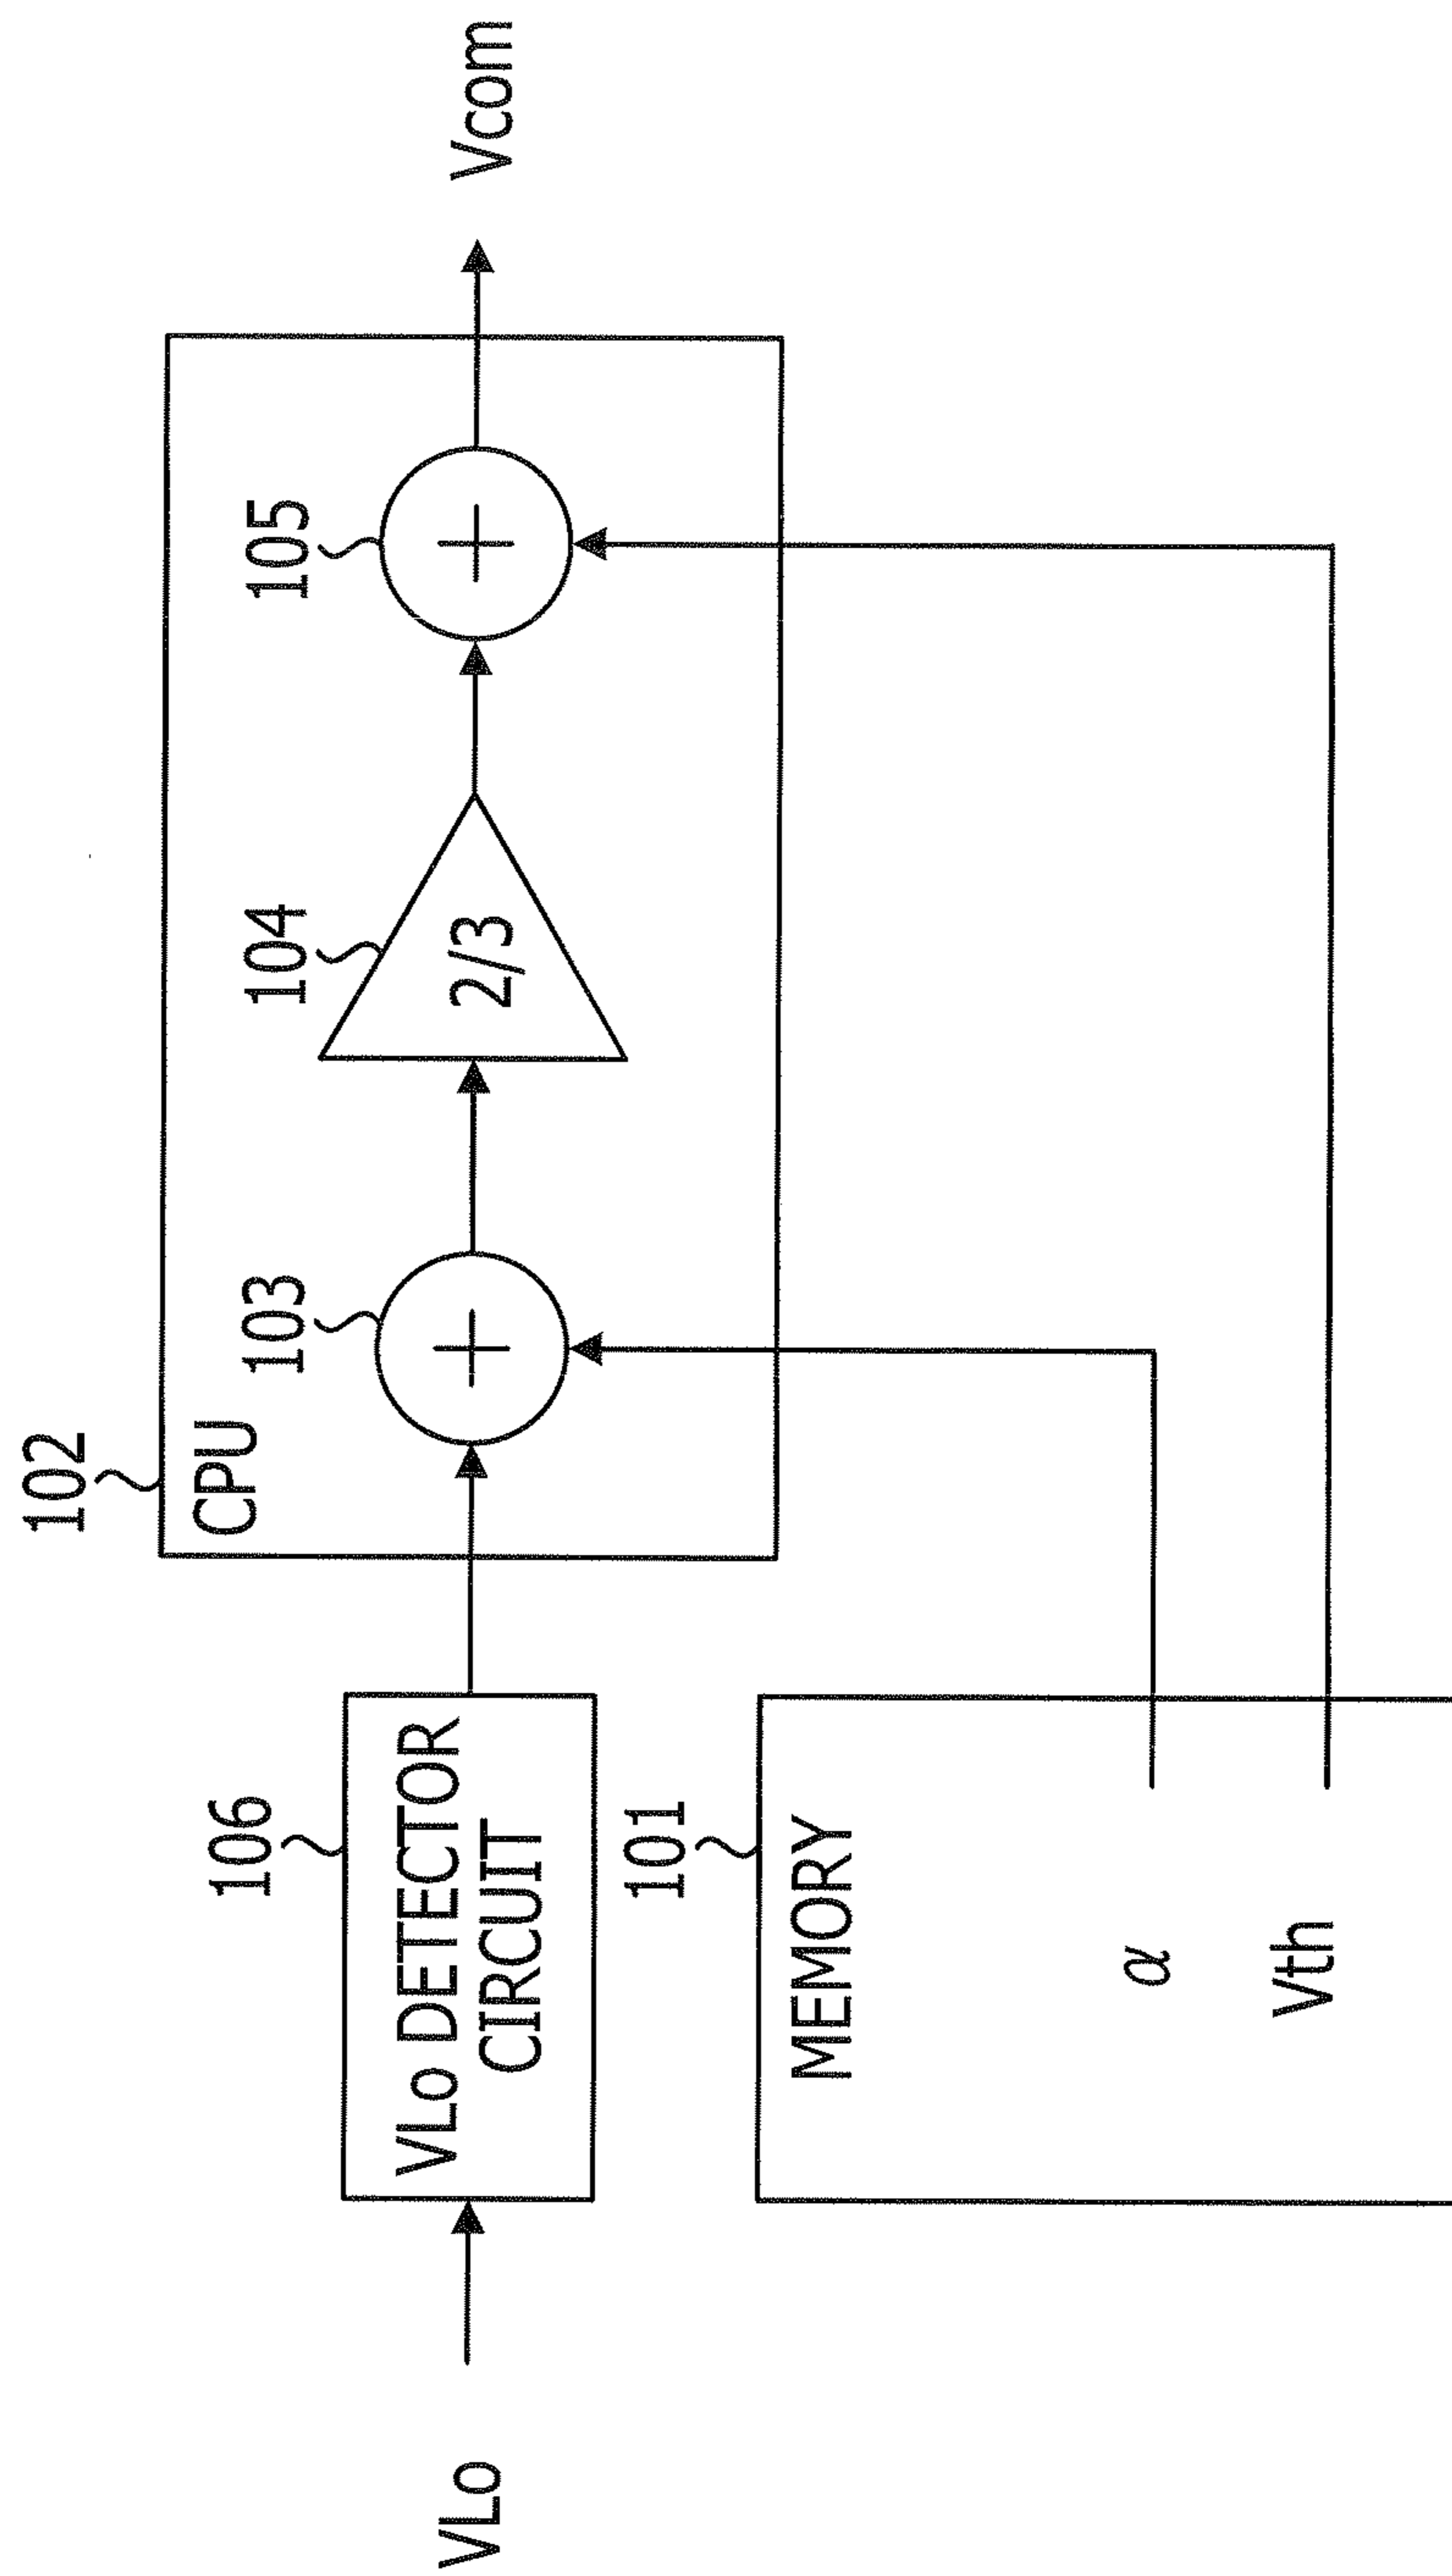 102
CPU
103
104
2/3
105
Vcom
VLo
106
VLo DETECTOR
CIRCUIT
101
MEMORY
α
Vth